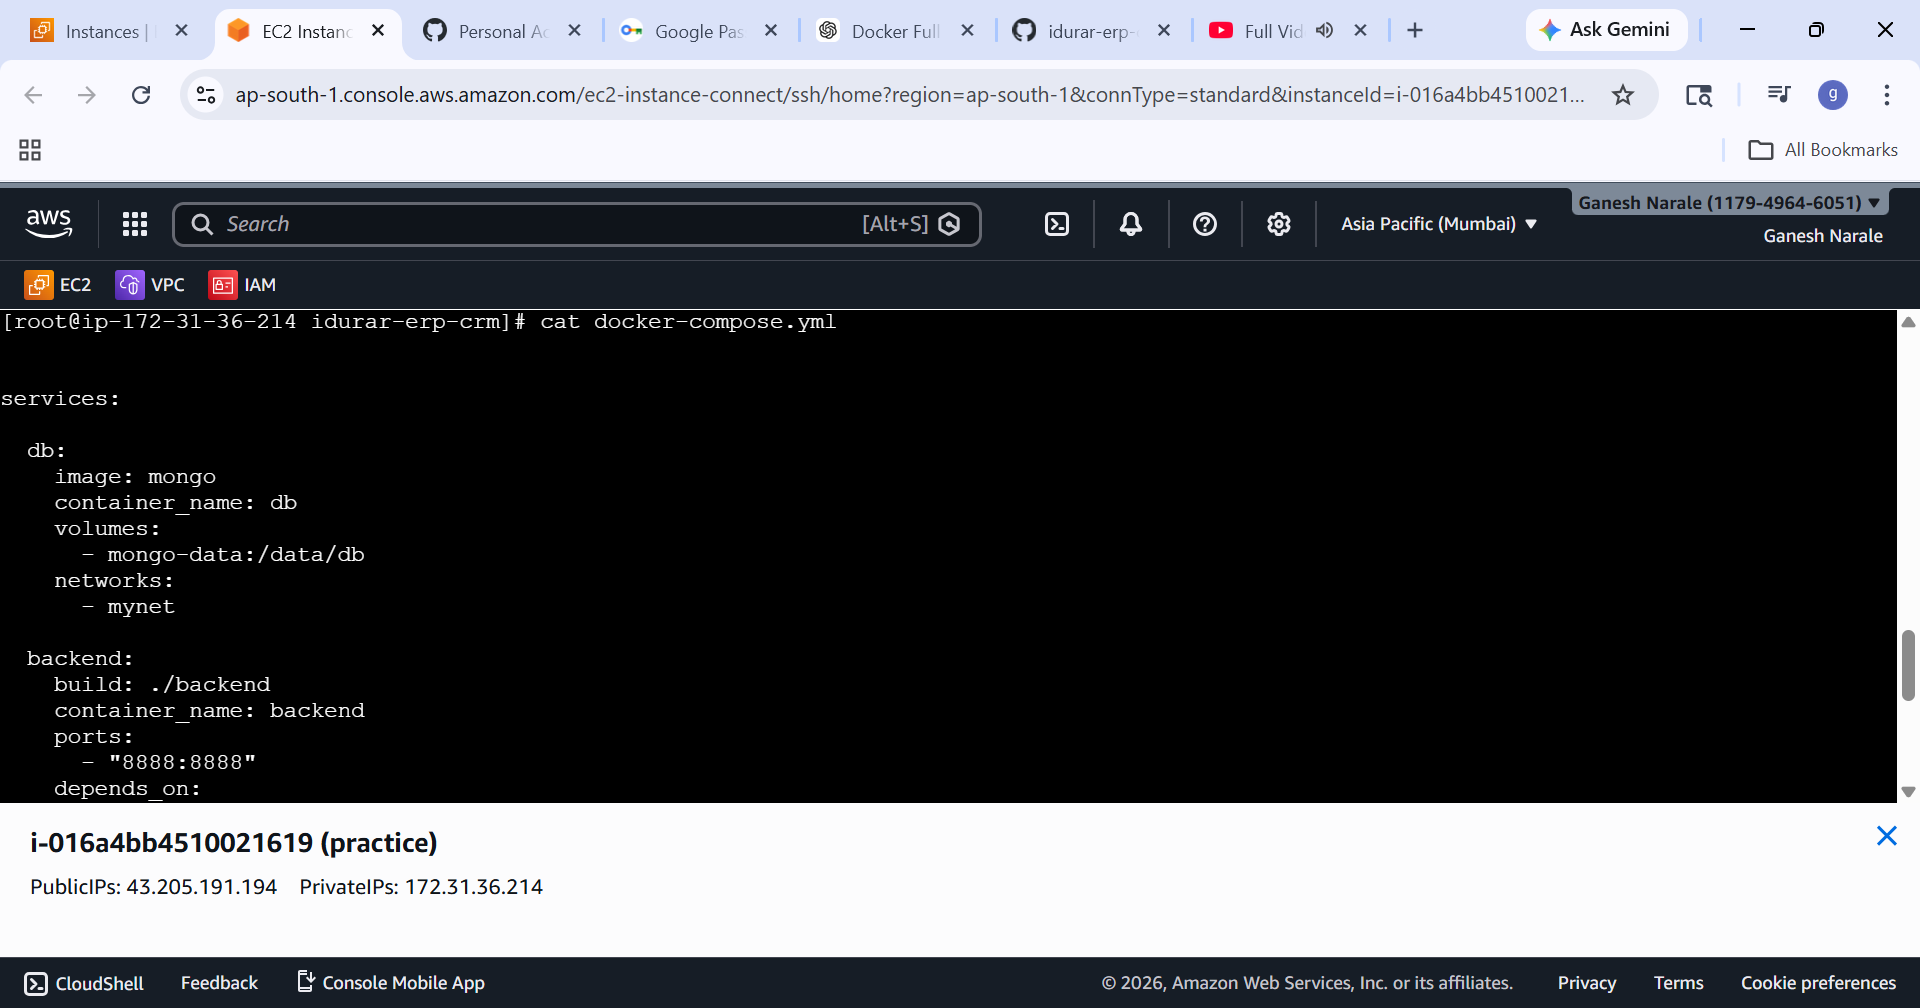 Instances |
EC2 Instanc
Personal Ac
Google Pas
Docker Full
idurar-erp-
Full Vid
Ask Gemini
ap-south-1.console.aws.amazon.com/ec2-instance-connect/ssh/home?region=ap-south-1&connType=standard&instanceId=i-016a4bb4510021...
g
All Bookmarks
aws
Search
[Alt+S]
Asia Pacific (Mumbai)
Ganesh Narale (1179-4964-6051)
Ganesh Narale
EC2
VPC
IAM
[root@ip-172-31-36-214 idurar-erp-crm]# cat docker-compose.yml
services:
db:
image: mongo
container_name: db
volumes:
- mongo-data:/data/db
networks:
- mynet
backend:
build: ./backend
container_name: backend
ports:
- "8888:8888"
depends_on:
i-016a4bb4510021619 (practice)
PublicIPs: 43.205.191.194 PrivateIPs: 172.31.36.214
CloudShell
Feedback
Console Mobile App
© 2026, Amazon Web Services, Inc. or its affiliates.
Privacy
Terms
Cookie preferences